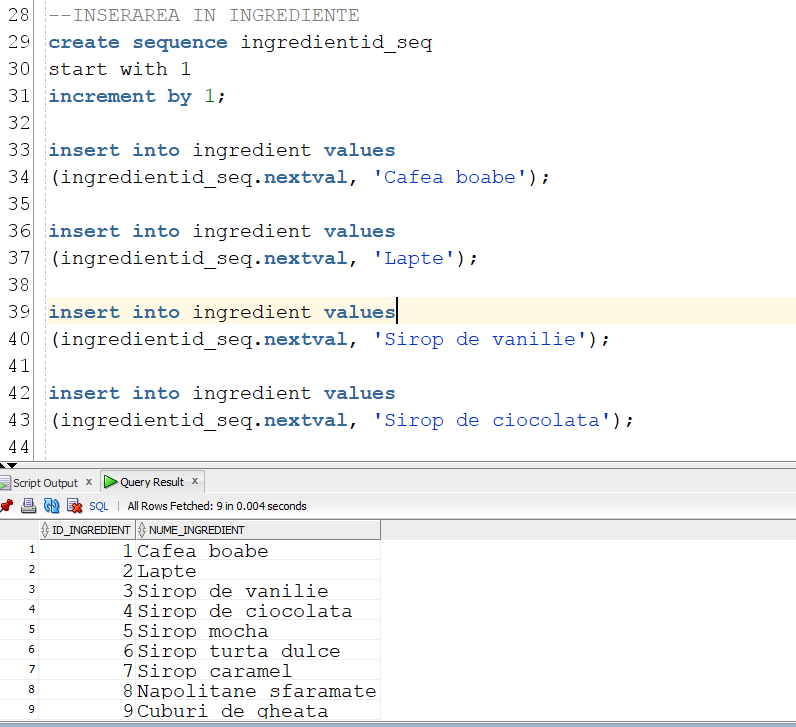 28 --INSERAREA IN INGREDIENTE
29 create sequence ingredientid_seq
30 start with 1
31 increment by 1;
32
33 insert into ingredient values
34 (ingredientid_seq.nextval, 'Cafea boabe');
35
36 insert into ingredient values
37 (ingredientid_seq.nextval, 'Lapte');
38
39 insert into ingredient values
40 (ingredientid_seq.nextval, 'Sirop de vanilie');
41
42 insert into ingredient values
43 (ingredientid_seq.nextval, 'Sirop de ciocolata');
44
Script Output x Query Result x
SQL | All Rows Fetched: 9 in 0.004 seconds
ID_INGREDIENT NUME_INGREDIENT
1 1 Cafea boabe
2 2 Lapte
3 3 Sirop de vanilie
4 4 Sirop de ciocolata
5 5 Sirop mocha
6 6 Sirop turta dulce
7 7 Sirop caramel
8 8 Napolitane sfaramate
9 9 Cuburi de gheata